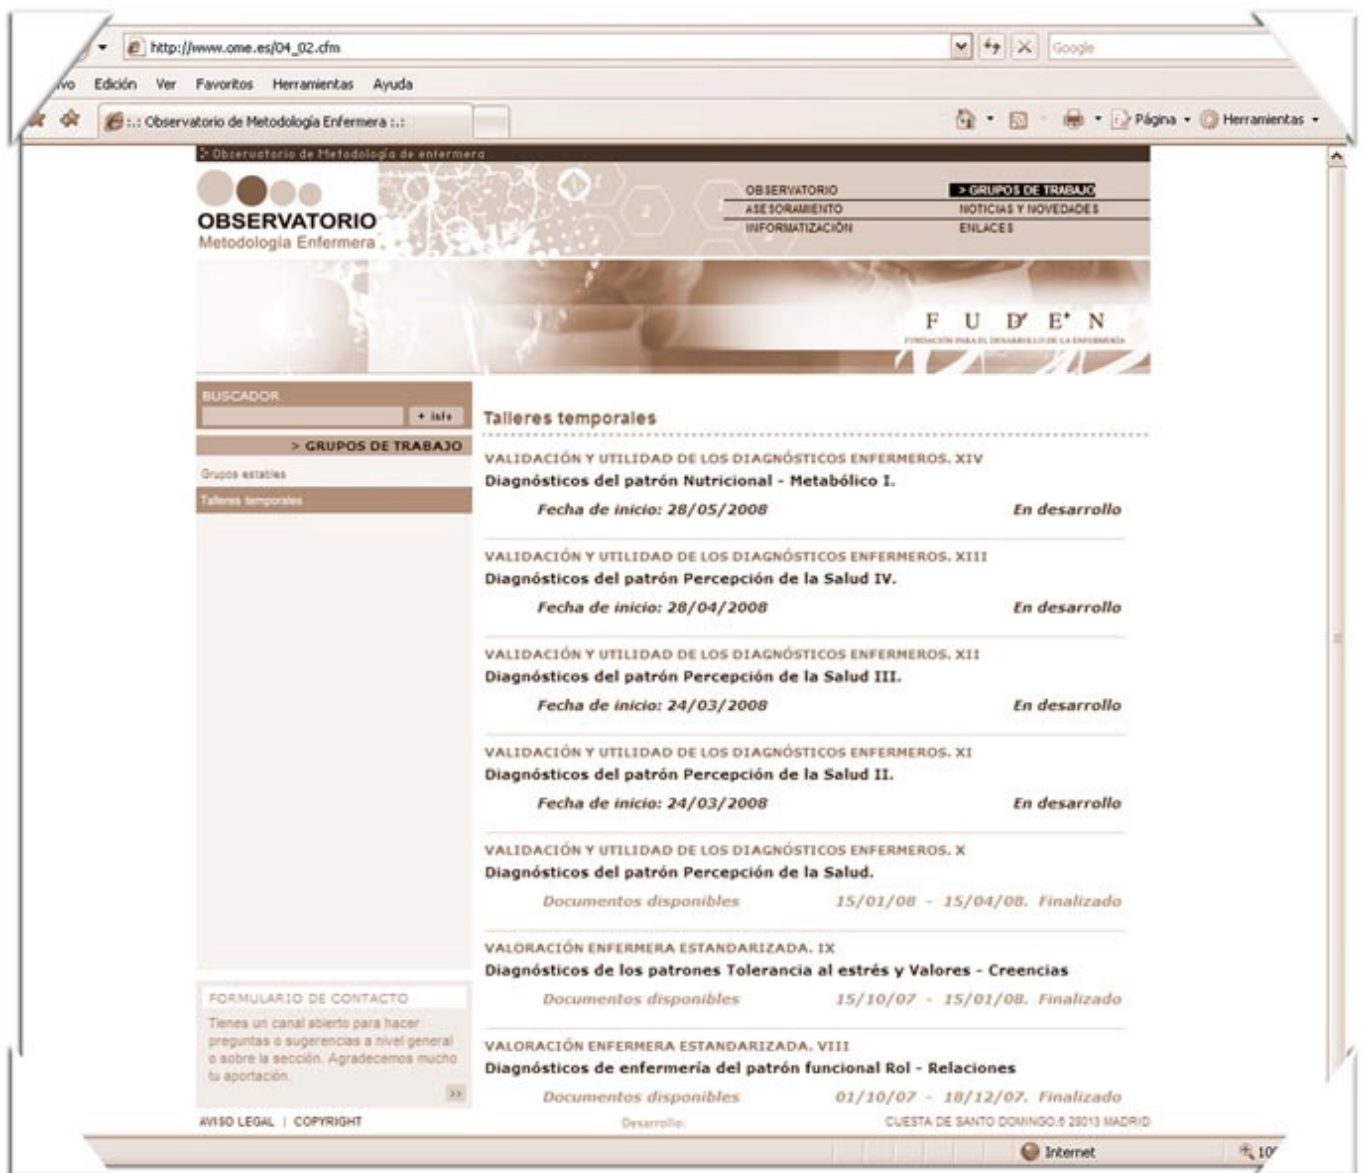 http://www.ome.es/04_02.cfm
Google
vo Edición Ver Favoritos Herramientas Ayuda
:.: Observatorio de Metodología Enfermera :.:
Página Herramientas
:: Observatorio de Metodología de enfermera
OBSERVATORIO
Metodología Enfermera
OBSERVATORIO
> GRUPOS DE TRABAJO
ASESORAMIENTO
NOTICIAS Y NOVEDADES
INFORMATIZACIÓN
ENLACES
F U D E N
FUNDACIÓN PARA EL DESARROLLO DE LA ENFERMERÍA
BUSCADOR
+ info
> GRUPOS DE TRABAJO
Grupos estables
Talleres temporales
Talleres temporales
VALIDACIÓN Y UTILIDAD DE LOS DIAGNÓSTICOS ENFERMEROS. XIV
Diagnósticos del patrón Nutricional - Metabólico I.
Fecha de inicio: 28/05/2008 En desarrollo
VALIDACIÓN Y UTILIDAD DE LOS DIAGNÓSTICOS ENFERMEROS. XIII
Diagnósticos del patrón Percepción de la Salud IV.
Fecha de inicio: 28/04/2008 En desarrollo
VALIDACIÓN Y UTILIDAD DE LOS DIAGNÓSTICOS ENFERMEROS. XII
Diagnósticos del patrón Percepción de la Salud III.
Fecha de inicio: 24/03/2008 En desarrollo
VALIDACIÓN Y UTILIDAD DE LOS DIAGNÓSTICOS ENFERMEROS. XI
Diagnósticos del patrón Percepción de la Salud II.
Fecha de inicio: 24/03/2008 En desarrollo
VALIDACIÓN Y UTILIDAD DE LOS DIAGNÓSTICOS ENFERMEROS. X
Diagnósticos del patrón Percepción de la Salud.
Documentos disponibles 15/01/08 - 15/04/08. Finalizado
VALORACIÓN ENFERMERA ESTANDARIZADA. IX
Diagnósticos de los patrones Tolerancia al estrés y Valores - Creencias
Documentos disponibles 15/10/07 - 15/01/08. Finalizado
VALORACIÓN ENFERMERA ESTANDARIZADA. VIII
Diagnósticos de enfermería del patrón funcional Rol - Relaciones
Documentos disponibles 01/10/07 - 18/12/07. Finalizado
FORMULARIO DE CONTACTO
Tienes un canal abierto para hacer
preguntas o sugerencias a nivel general
o sobre la sección. Agradecemos mucho
tu aportación.
>>
AVISO LEGAL | COPYRIGHT
Desarrollo:
CUESTA DE SANTO DOMINGO,6 28013 MADRID
Internet